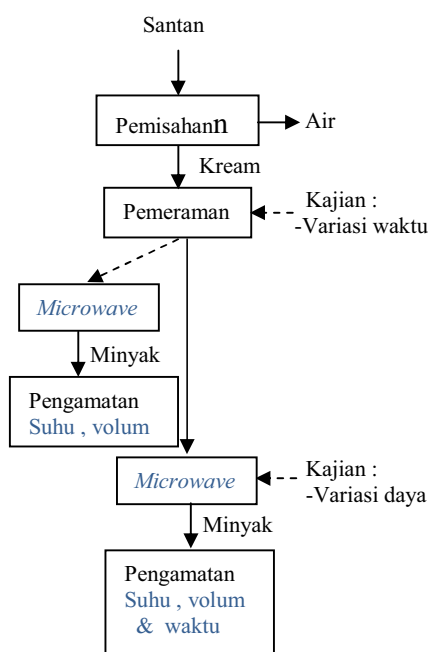 Santan
Pemisahann
Air
Kream
Pemeraman
Kajian :
-Variasi waktu
Microwave
Minyak
Pengamatan
Suhu , volum
Microwave
Kajian :
-Variasi daya
Minyak
Pengamatan
Suhu , volum
& waktu